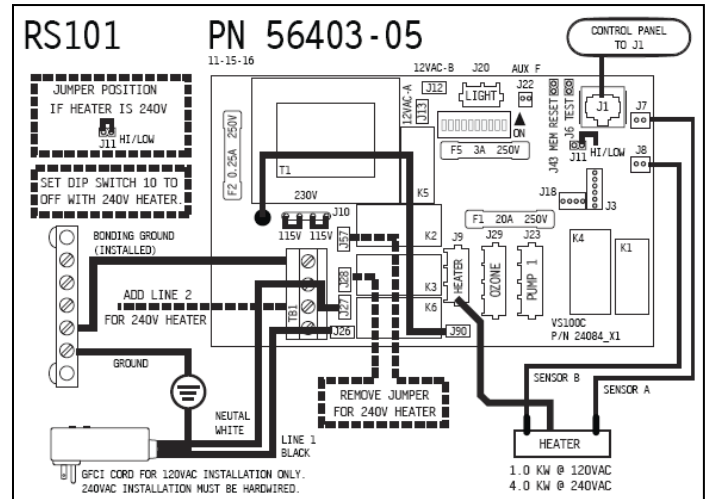 RS101 PN 56403-05
11-15-16
CONTROL PANEL
TO J1
JUMPER POSITION
IF HEATER IS 240V
J11 HI/LOW
SET DIP SWITCH 10 TO
OFF WITH 240V HEATER.
12VAC-B J20 AUX F
J12 LIGHT J22
12VAC-A
J13
ON
F5 3A 250V
J43 MEM RESET
J6 TEST
J1
J7
J11 HI/LOW
J8
J18
J3
F2 0.25A 250V
T1
230V
K5
J10
115V 115V
J57
K2
F1 20A 250V
J9 J29 J23
HEATER
OZONE
PUMP 1
K4
K1
BONDING GROUND
(INSTALLED)
J28
K3
ADD LINE 2
FOR 240V HEATER
TB1
J27
K6
J26
J90
VS100C
P/N 24084_X1
GROUND
REMOVE JUMPER
FOR 240V HEATER
SENSOR B
SENSOR A
NEUTAL
WHITE
LINE 1
BLACK
HEATER
1.0 KW @ 120VAC
4.0 KW @ 240VAC
GFCI CORD FOR 120VAC INSTALLATION ONLY.
240VAC INSTALLATION MUST BE HARDWIRED.